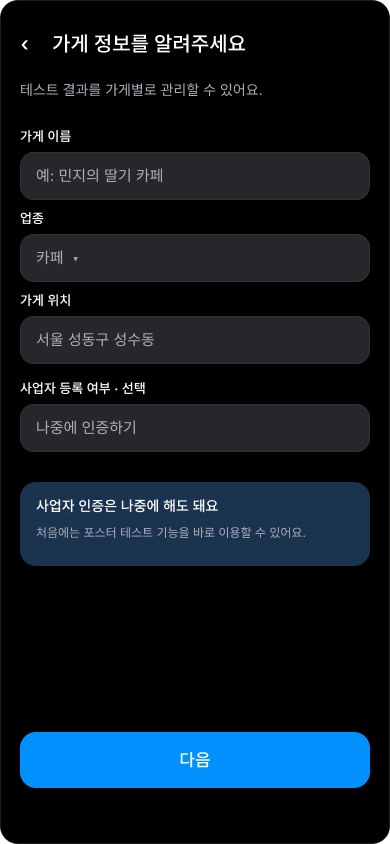 ‹ 가게 정보를 알려주세요
테스트 결과를 가게별로 관리할 수 있어요.
가게 이름
예: 민지의 딸기 카페
업종
카페 ▾
가게 위치
서울 성동구 성수동
사업자 등록 여부 · 선택
나중에 인증하기
사업자 인증은 나중에 해도 돼요
처음에는 포스터 테스트 기능을 바로 이용할 수 있어요.
다음